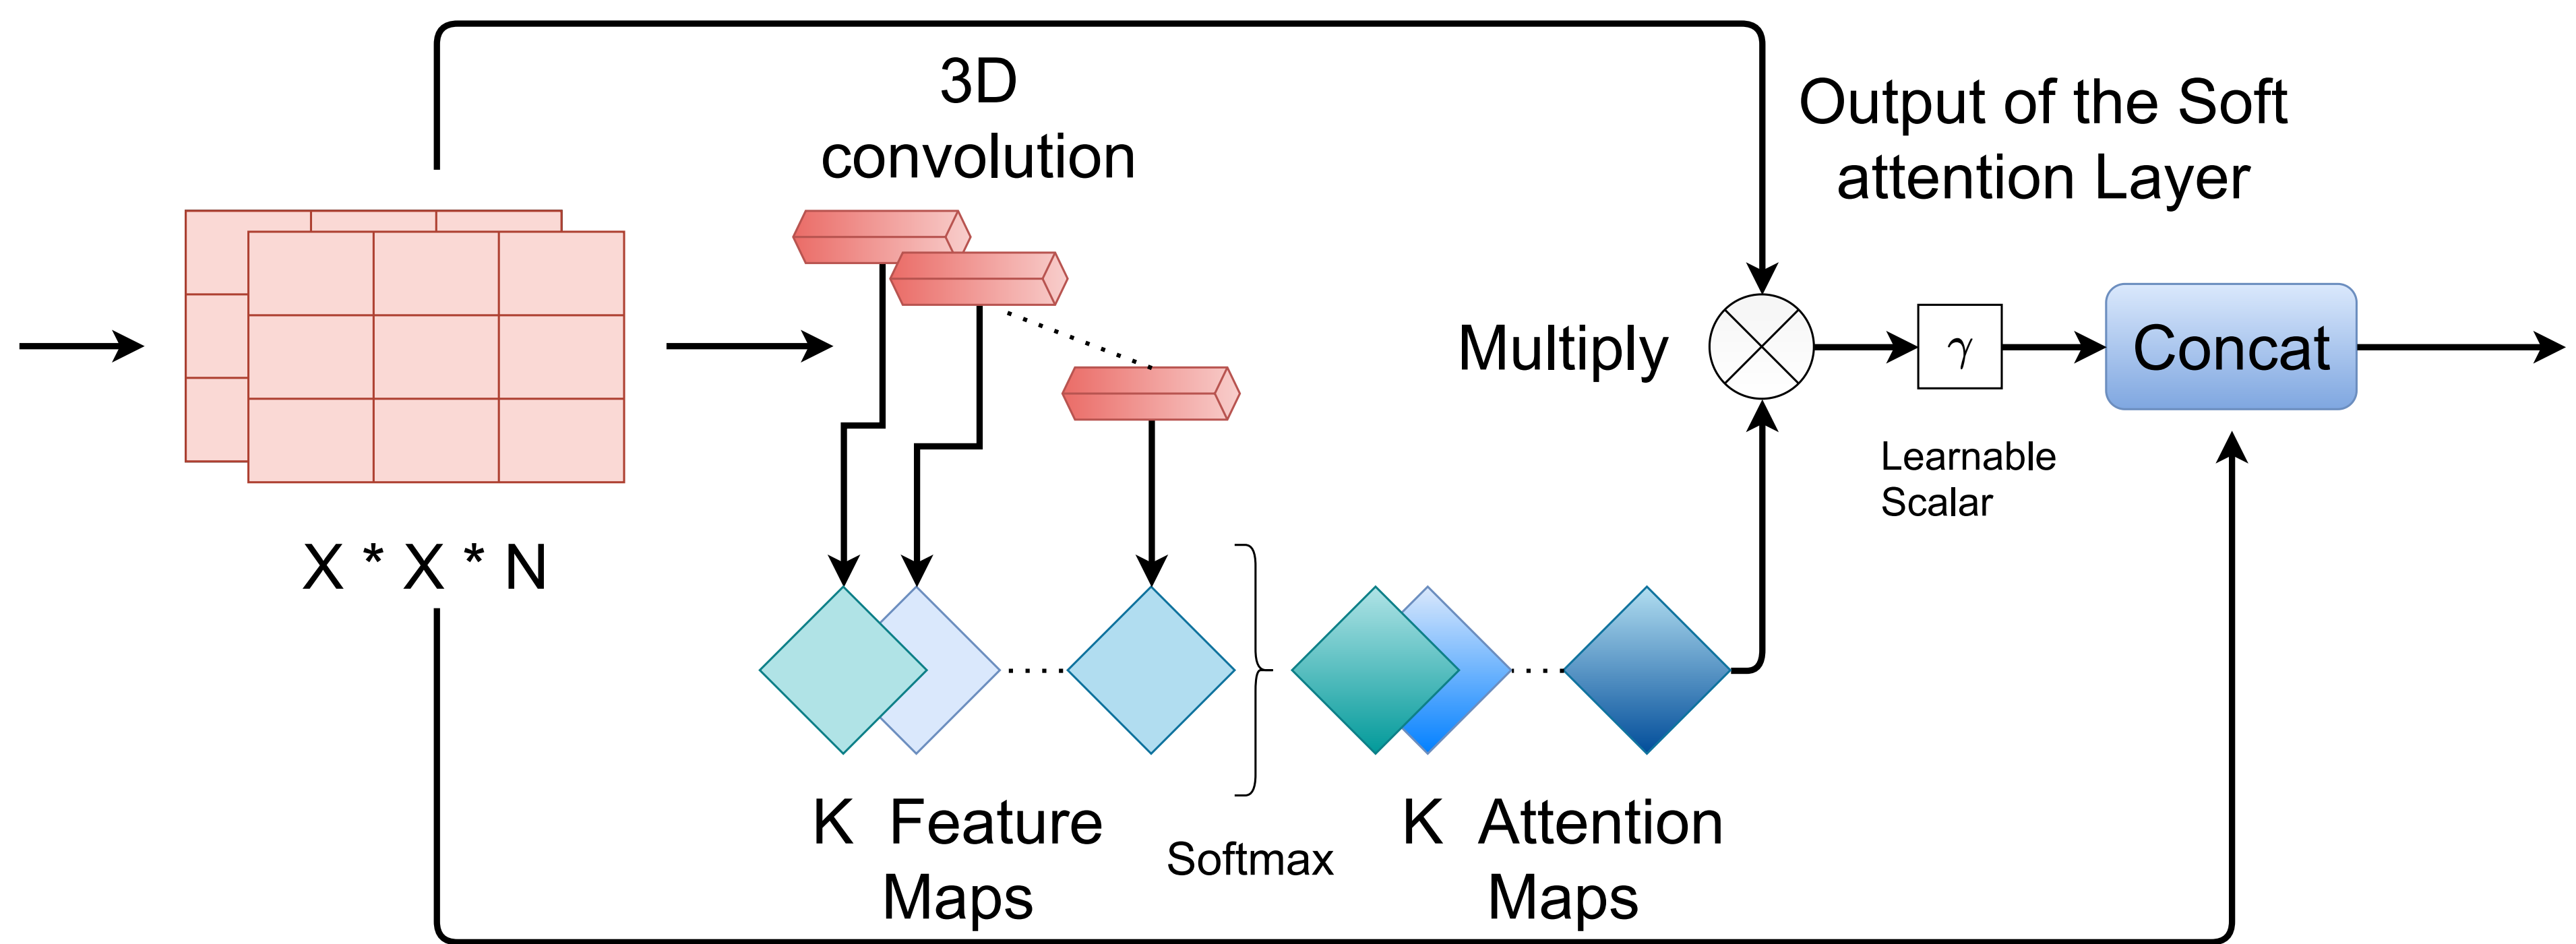 3D
convolution
Output of the Soft
attention Layer
Multiply
γ
Concat
Learnable
Scalar
X * X * N
K Feature
Maps
Softmax
K Attention
Maps